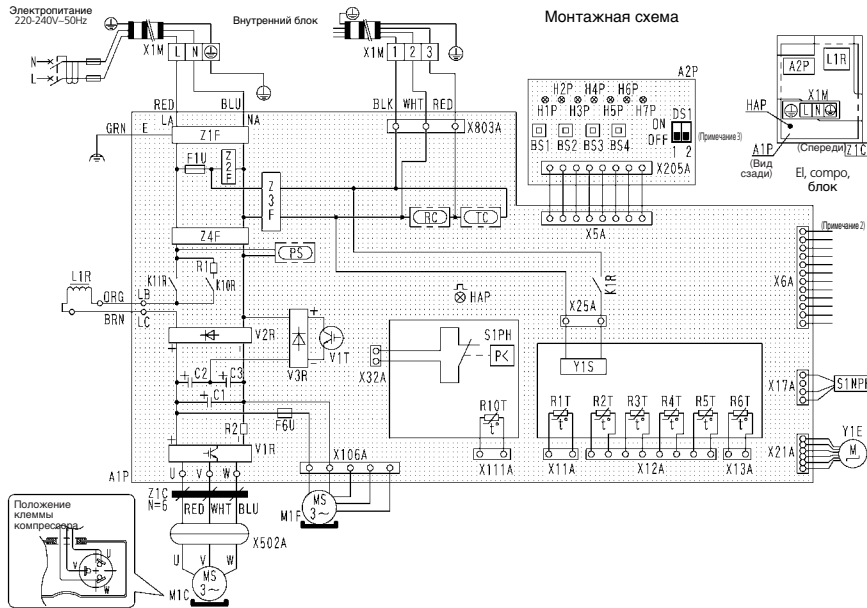 Электропитание
220-240V~50Hz
Внутренний блок
Монтажная схема
N
L
X1M L N
X1M 1 2 3
A2P L1R
X1M
L N
HAP
A1P
(Вид сзади)
(Спереди) Z1C
El, compo,
блок
A2P
H2P H4P H6P
H1P H3P H5P H7P
DS1
ON
OFF
1 2
(Примечание 3)
BS1 BS2 BS3 BS4
X205A
RED BLU
BLK WHT RED
LA NA
GRN E
Z1F
X803A
F1U
Z2F
Z3F
Z4F
RC TC
X5A
PS
(Примечание 2)
X6A
K11R R1 K10R
L1R
ORG LB
BRN LC
K1R
X25A
HAP
V2R
V3R
V1T
S1PH
P<
X32A
Y1S
C2 C3
C1
X17A
S1NPH
R10T
t°
R1T R2T R3T R4T R5T R6T
t° t° t° t° t° t°
R2
F6U
V1R
X106A
X111A X11A X12A X13A
X21A
Y1E
M
A1P
U V W
Z1C
N=6
RED WHT BLU
MS
3~
M1F
X502A
U V W
MS
3~
M1C
Положение
клеммы
компрессора
U
V
W